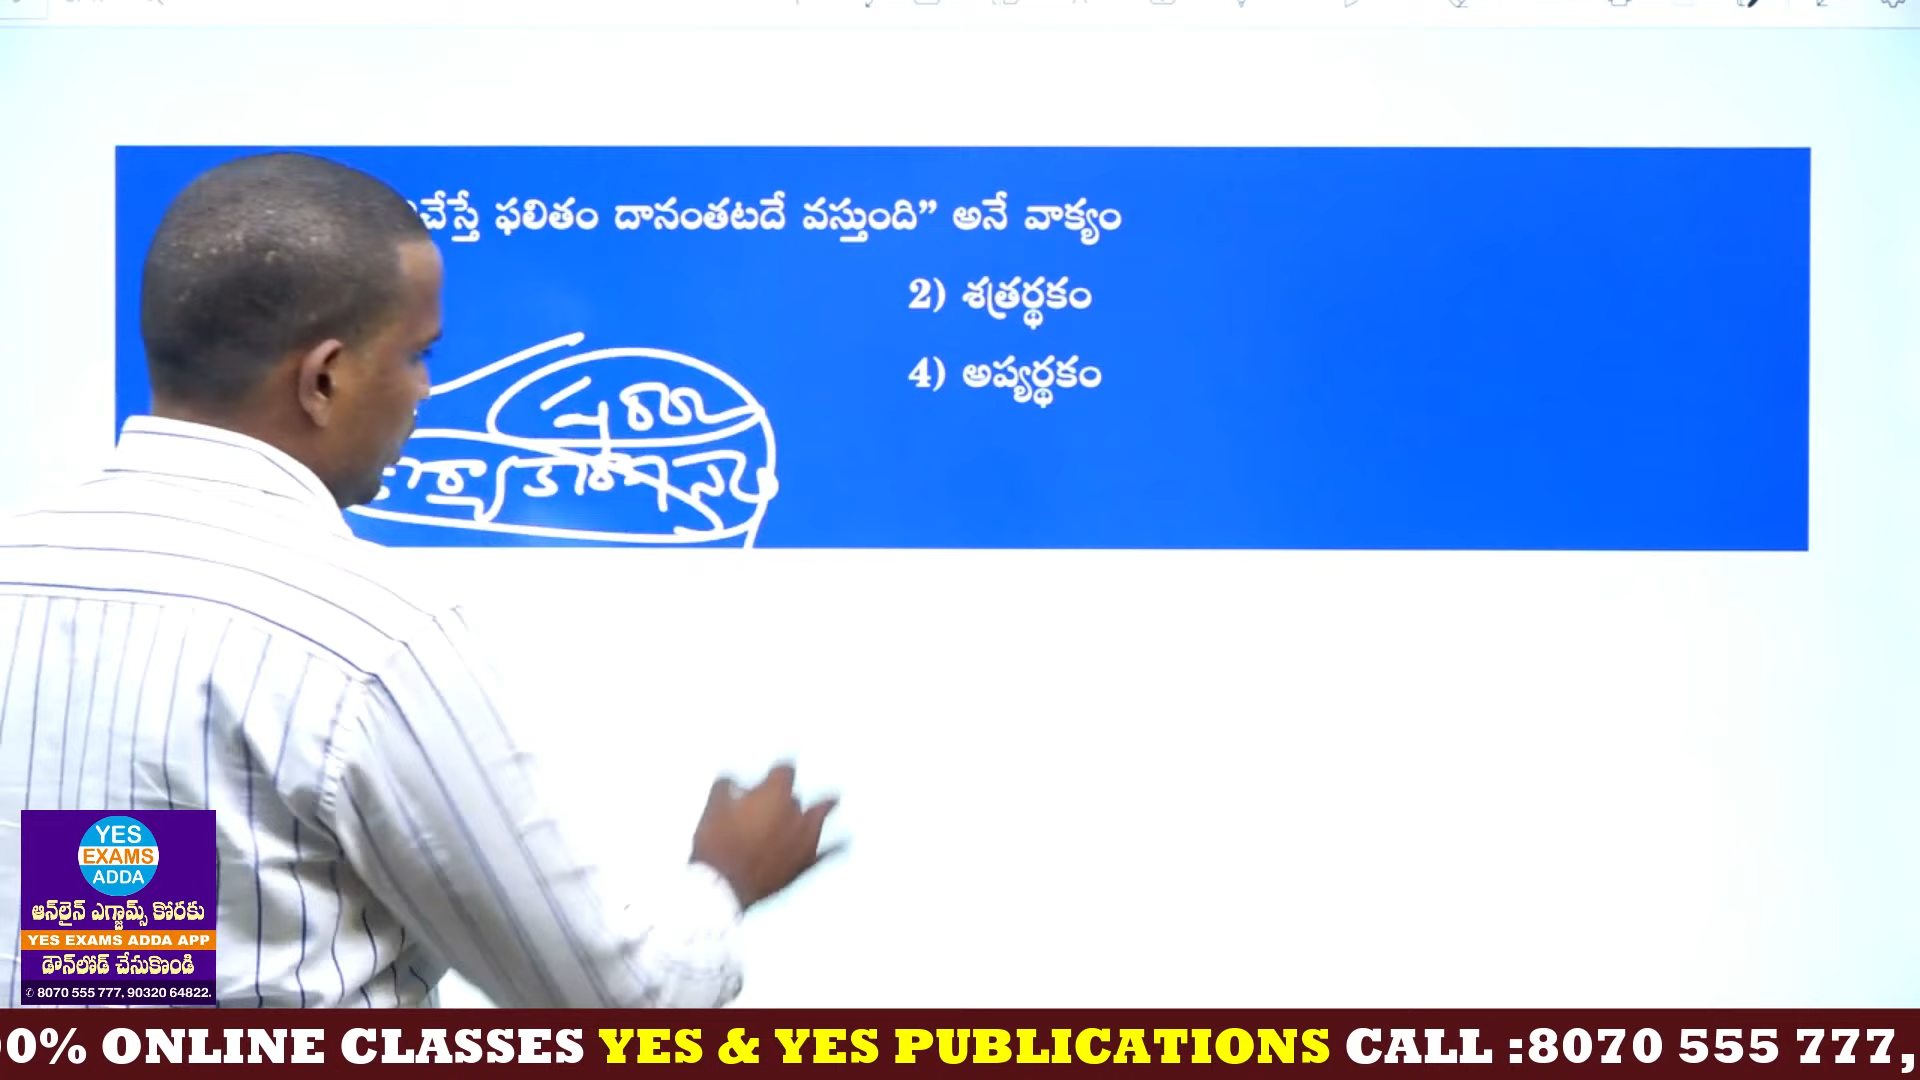 చేస్తే ఫలితం దానంతటదే వస్తుంది” అనే వాక్యం
2) శత్రర్థకం
4) అప్యర్థకం
YES
EXAMS
ADDA
ఆన్‌లైన్ ఎగ్జామ్స్ కోరకు
YES EXAMS ADDA APP
డౌన్‌లోడ్ చేసుకొండి
✆ 8070 555 777, 90320 64822.
0% ONLINE CLASSES YES & YES PUBLICATIONS CALL :8070 555 777,